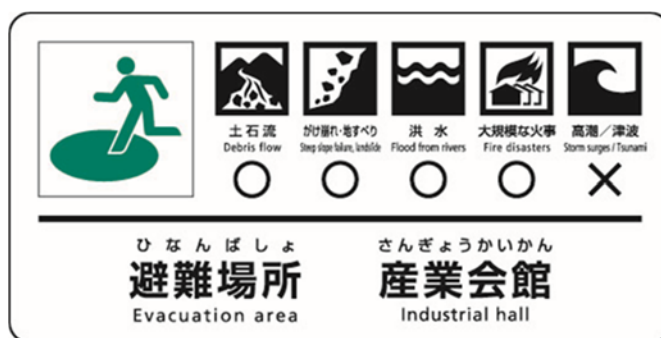 土石流
Debris flow
がけ崩れ・地すべり
Steep slope failure, landslide
洪水
Flood from rivers
大規模な火事
Fire disasters
高潮/津波
Storm surges / Tsunami
○ ○ ○ ○ ×
ひなんばしょ
避難場所
Evacuation area
さんぎょうかいかん
産業会館
Industrial hall